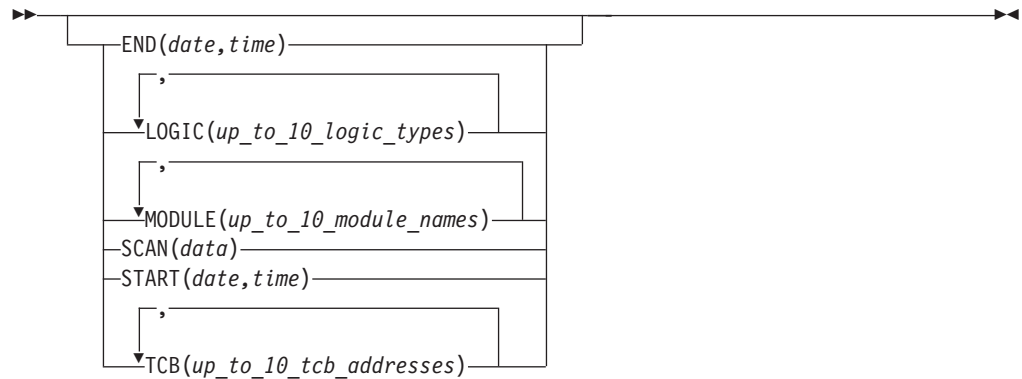 END(date,time)
,
LOGIC(up_to_10_logic_types)
,
MODULE(up_to_10_module_names)
SCAN(data)
START(date,time)
,
TCB(up_to_10_tcb_addresses)